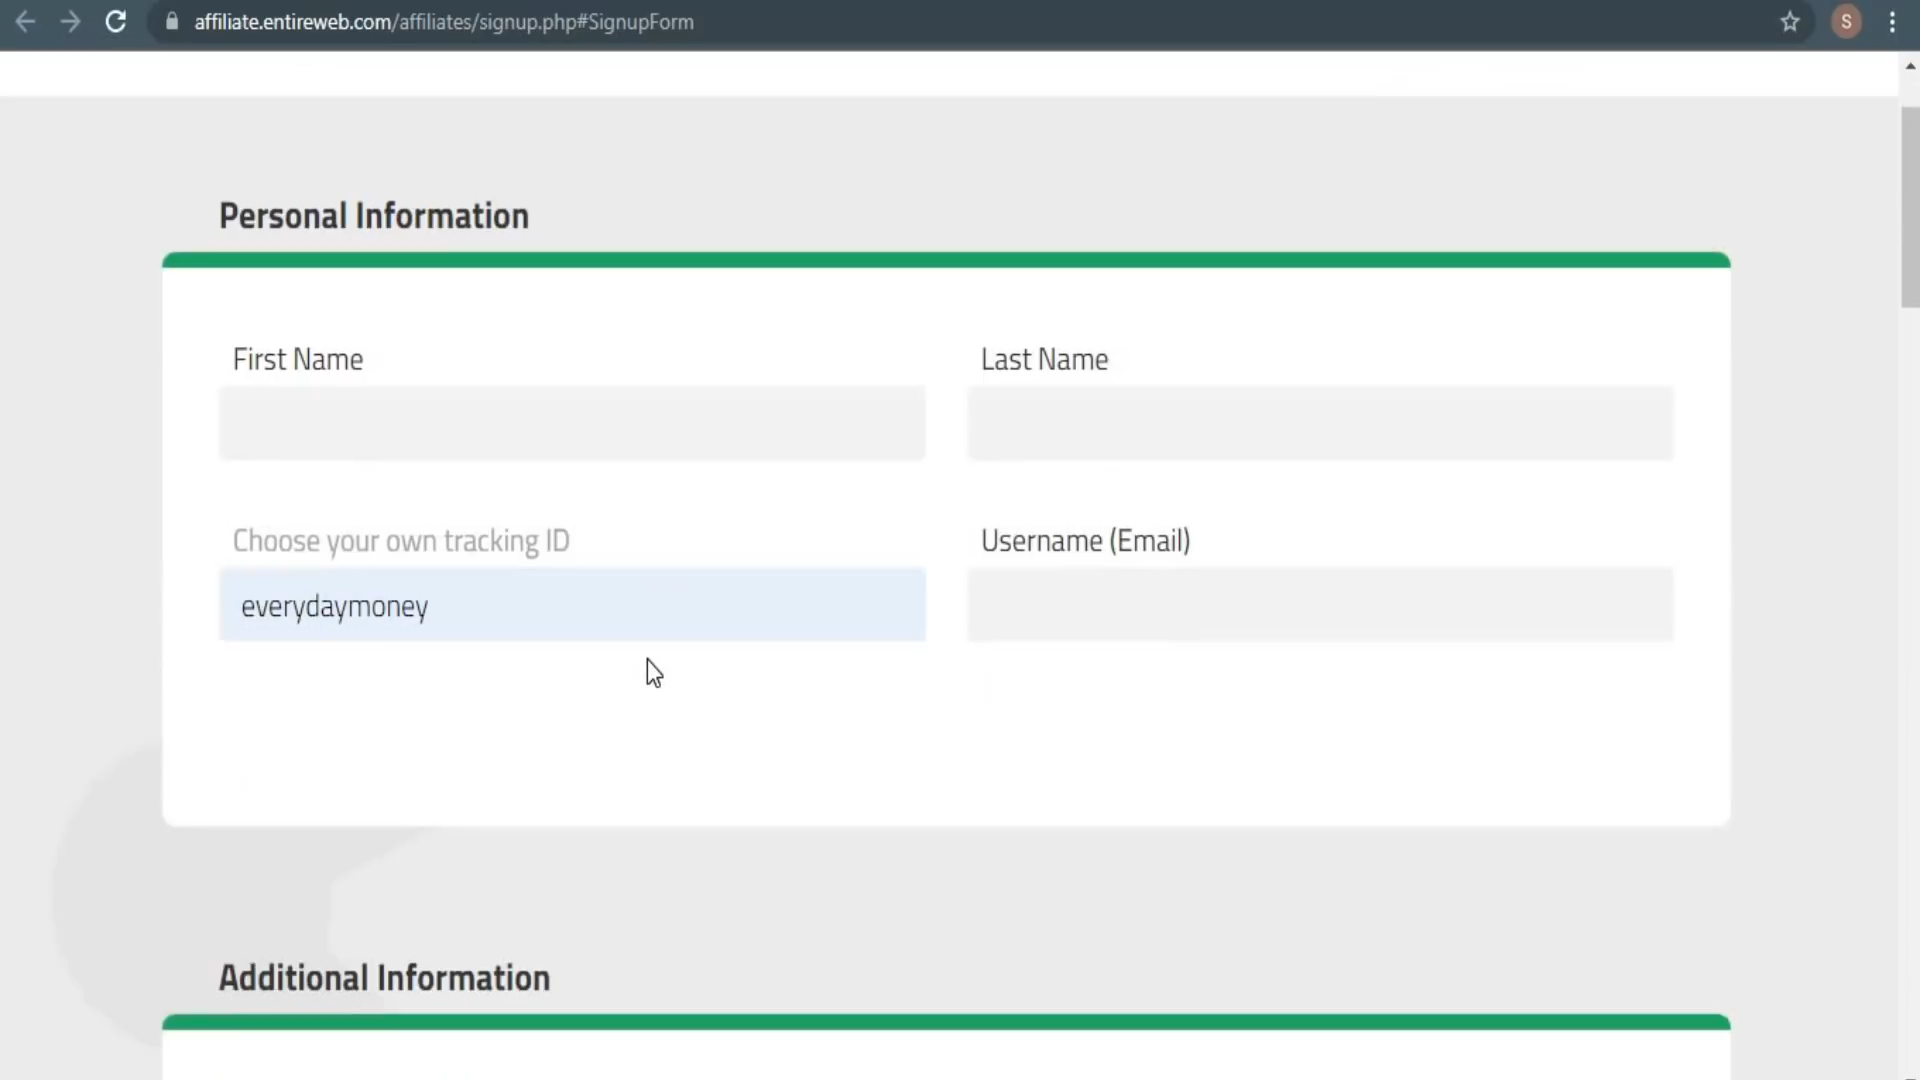 affiliate.entireweb.com/affiliates/signup.php#SignupForm
S
Personal Information
First Name
Last Name
Choose your own tracking ID
Username (Email)
everydaymoney
Additional Information